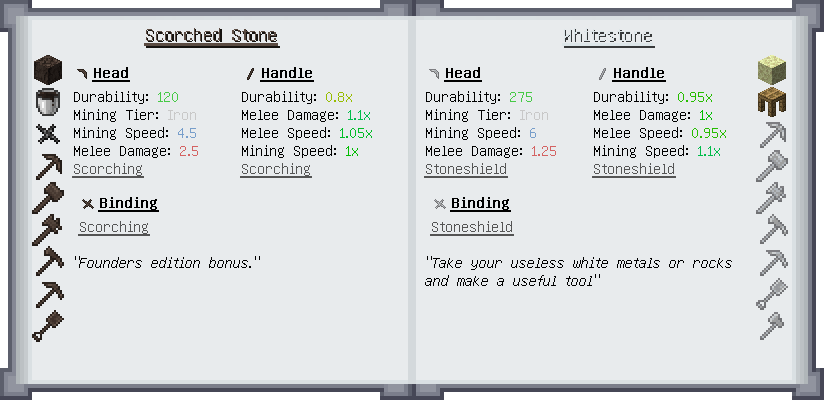 Scorched Stone
Head
Durability: 120
Mining Tier: Iron
Mining Speed: 4.5
Melee Damage: 2.5
Scorching
Handle
Durability: 0.8x
Melee Damage: 1.1x
Melee Speed: 1.05x
Mining Speed: 1x
Scorching
Binding
Scorching
"Founders edition bonus."
Whitestone
Head
Durability: 275
Mining Tier: Iron
Mining Speed: 6
Melee Damage: 1.25
Stoneshield
Handle
Durability: 0.95x
Melee Damage: 1x
Melee Speed: 0.95x
Mining Speed: 1.1x
Stoneshield
Binding
Stoneshield
"Take your useless white metals or rocks
and make a useful tool"